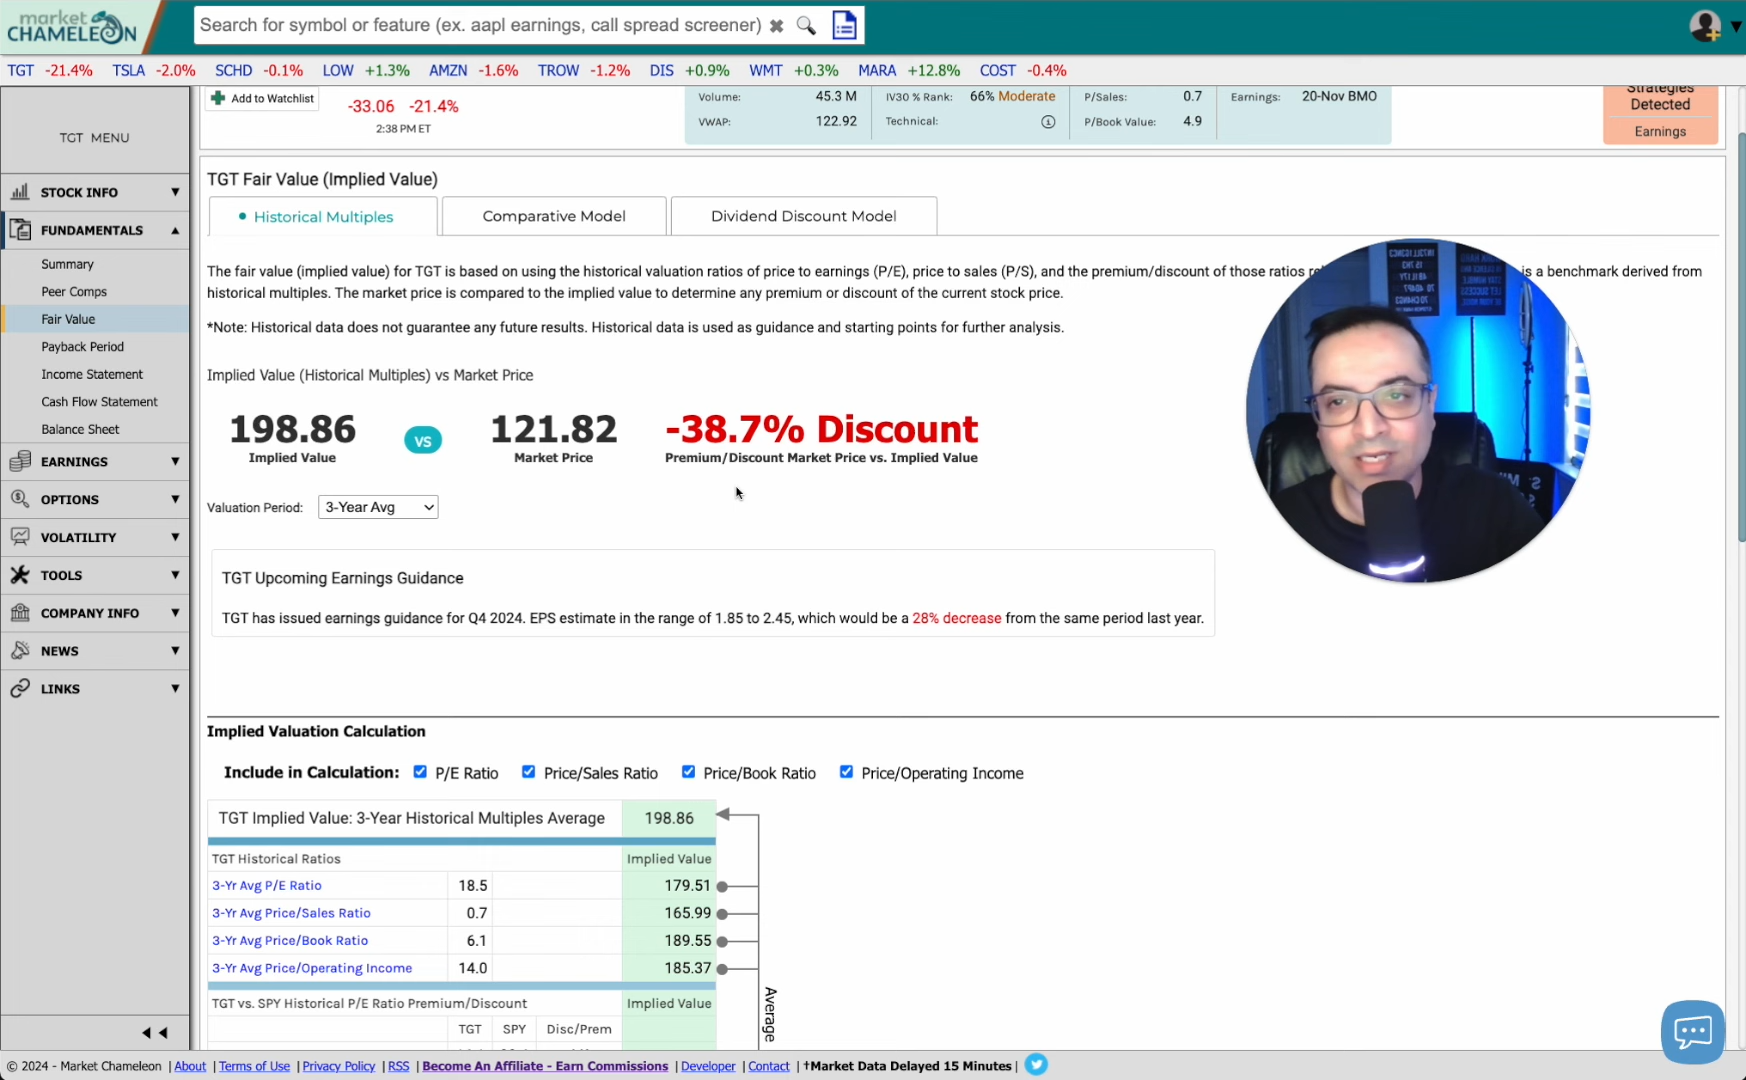 market
CHAMELEON
Search for symbol or feature (ex. aapl earnings, call spread screener)
TGT -21.4% TSLA -2.0% SCHD -0.1% LOW +1.3% AMZN -1.6% TROW -1.2% DIS +0.9% WMT +0.3% MARA +12.8% COST -0.4%
Add to Watchlist
-33.06 -21.4%
2:38 PM ET
Volume: 45.3 M
VWAP: 122.92
IV30 % Rank: 66% Moderate
Technical:
P/Sales: 0.7
P/Book Value: 4.9
Earnings: 20-Nov BMO
Strategies
Detected
Earnings
TGT MENU
STOCK INFO
FUNDAMENTALS
Summary
Peer Comps
Fair Value
Payback Period
Income Statement
Cash Flow Statement
Balance Sheet
EARNINGS
OPTIONS
VOLATILITY
TOOLS
COMPANY INFO
NEWS
LINKS
TGT Fair Value (Implied Value)
Historical Multiples
Comparative Model
Dividend Discount Model
The fair value (implied value) for TGT is based on using the historical valuation ratios of price to earnings (P/E), price to sales (P/S), and the premium/discount of those ratios is a benchmark derived from
historical multiples. The market price is compared to the implied value to determine any premium or discount of the current stock price.
*Note: Historical data does not guarantee any future results. Historical data is used as guidance and starting points for further analysis.
Implied Value (Historical Multiples) vs Market Price
198.86 VS 121.82 -38.7% Discount
Implied Value Market Price Premium/Discount Market Price vs. Implied Value
Valuation Period: 3-Year Avg
TGT Upcoming Earnings Guidance
TGT has issued earnings guidance for Q4 2024. EPS estimate in the range of 1.85 to 2.45, which would be a 28% decrease from the same period last year.
Implied Valuation Calculation
Include in Calculation: P/E Ratio Price/Sales Ratio Price/Book Ratio Price/Operating Income
TGT Implied Value: 3-Year Historical Multiples Average 198.86
TGT Historical Ratios Implied Value
3-Yr Avg P/E Ratio 18.5 179.51
3-Yr Avg Price/Sales Ratio 0.7 165.99
3-Yr Avg Price/Book Ratio 6.1 189.55
3-Yr Avg Price/Operating Income 14.0 185.37
TGT vs. SPY Historical P/E Ratio Premium/Discount Implied Value
TGT SPY Disc/Prem
Average
© 2024 - Market Chameleon | About | Terms of Use | Privacy Policy | RSS | Become An Affiliate - Earn Commissions | Developer | Contact | †Market Data Delayed 15 Minutes |